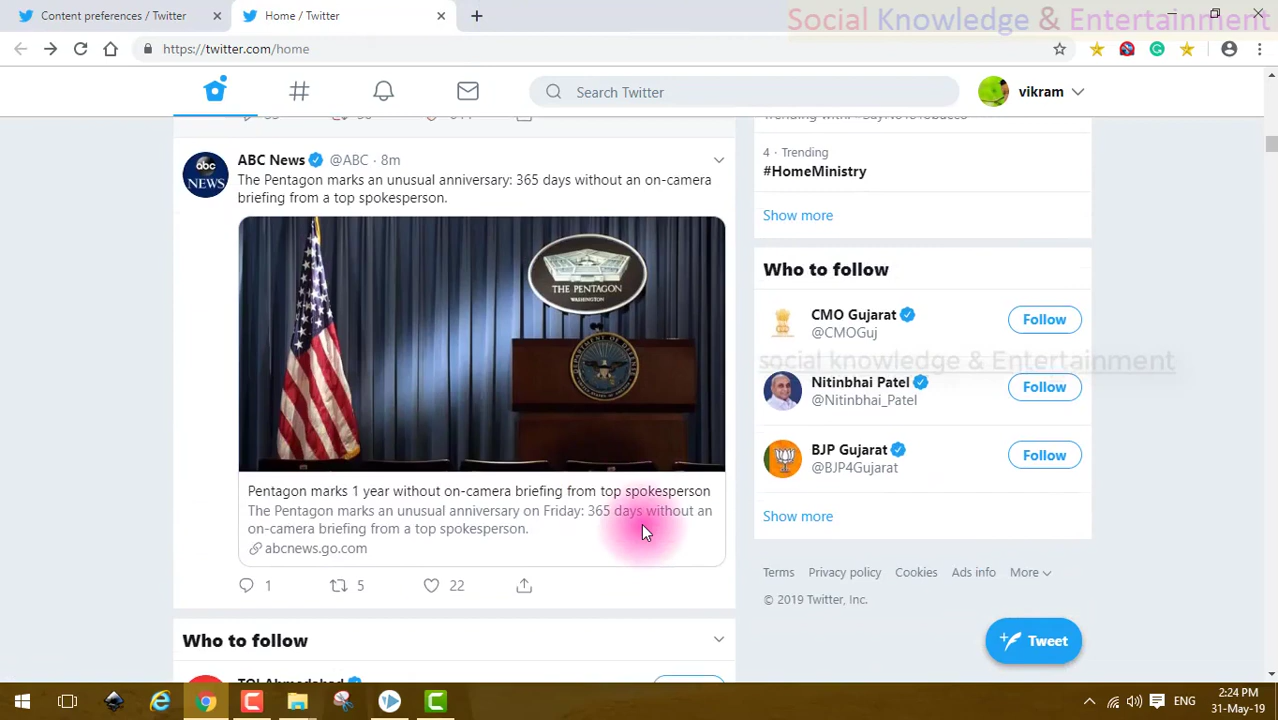 Content preferences / Twitter
Home / Twitter
Social Knowledge & Entertainment
https://twitter.com/home
Search Twitter
vikram
ABC News @ABC · 8m
The Pentagon marks an unusual anniversary: 365 days without an on-camera
briefing from a top spokesperson.
THE PENTAGON
WASHINGTON
Pentagon marks 1 year without on-camera briefing from top spokesperson
The Pentagon marks an unusual anniversary on Friday: 365 days without an
on-camera briefing from a top spokesperson.
abcnews.go.com
1 5 22
Who to follow
4 · Trending
#HomeMinistry
Show more
Who to follow
CMO Gujarat
@CMOGuj
Follow
social knowledge & Entertainment
Nitinbhai Patel
@Nitinbhai_Patel
Follow
BJP Gujarat
@BJP4Gujarat
Follow
Show more
Terms Privacy policy Cookies Ads info More
© 2019 Twitter, Inc.
Tweet
ENG
2:24 PM
31-May-19